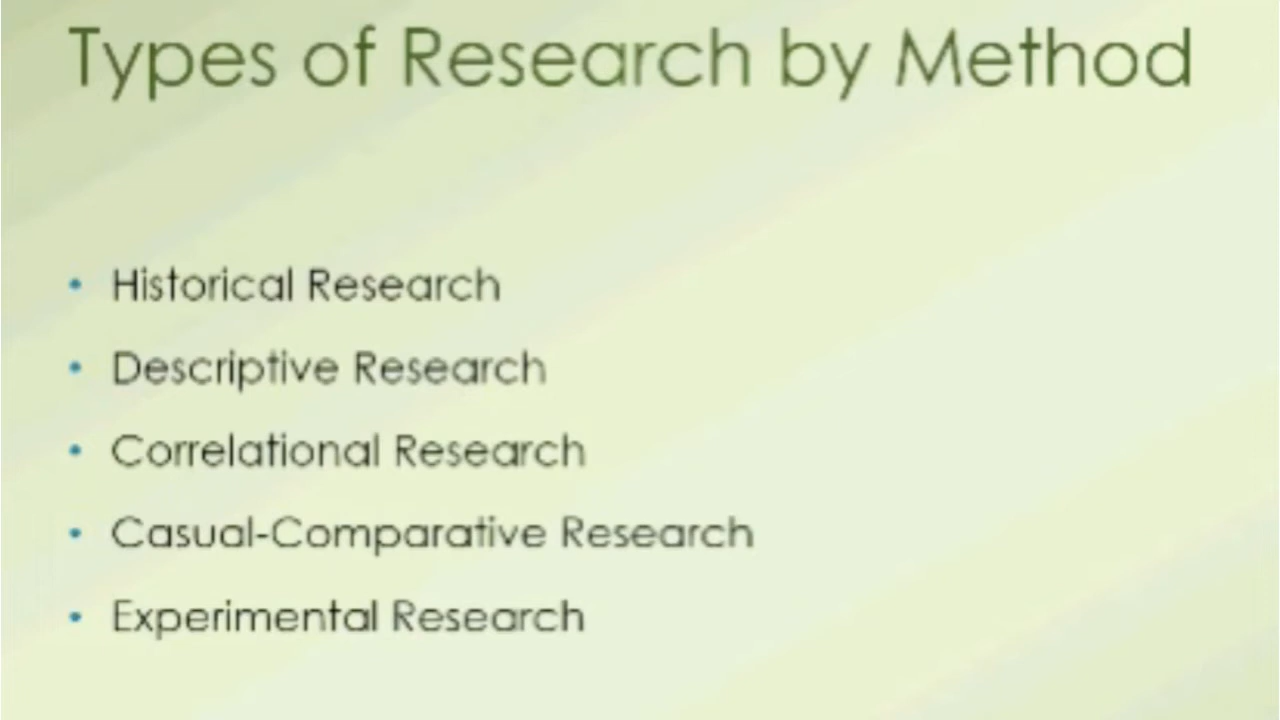 Types of Research by Method
• Historical Research
• Descriptive Research
• Correlational Research
• Casual-Comparative Research
• Experimental Research